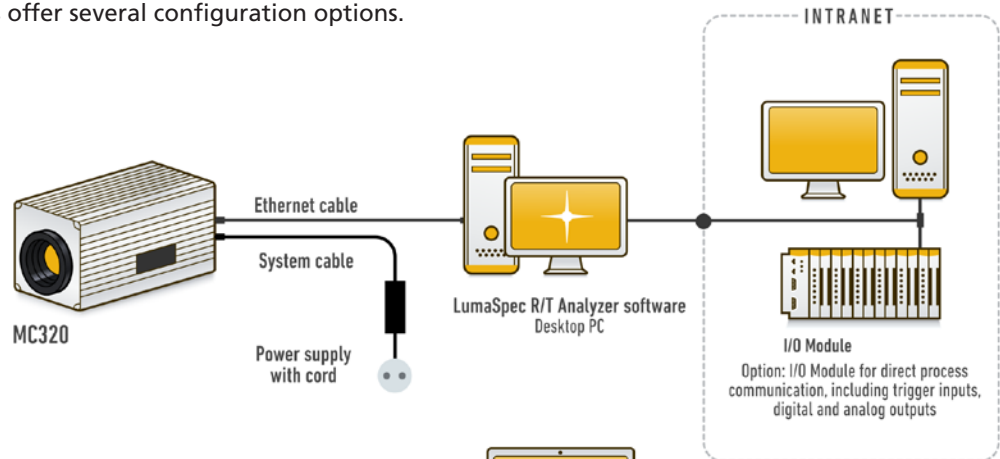 offer several configuration options.
INTRANET
Ethernet cable
System cable
MC320
Power supply
with cord
LumaSpec R/T Analyzer software
Desktop PC
I/O Module
Option: I/O Module for direct process
communication, including trigger inputs,
digital and analog outputs